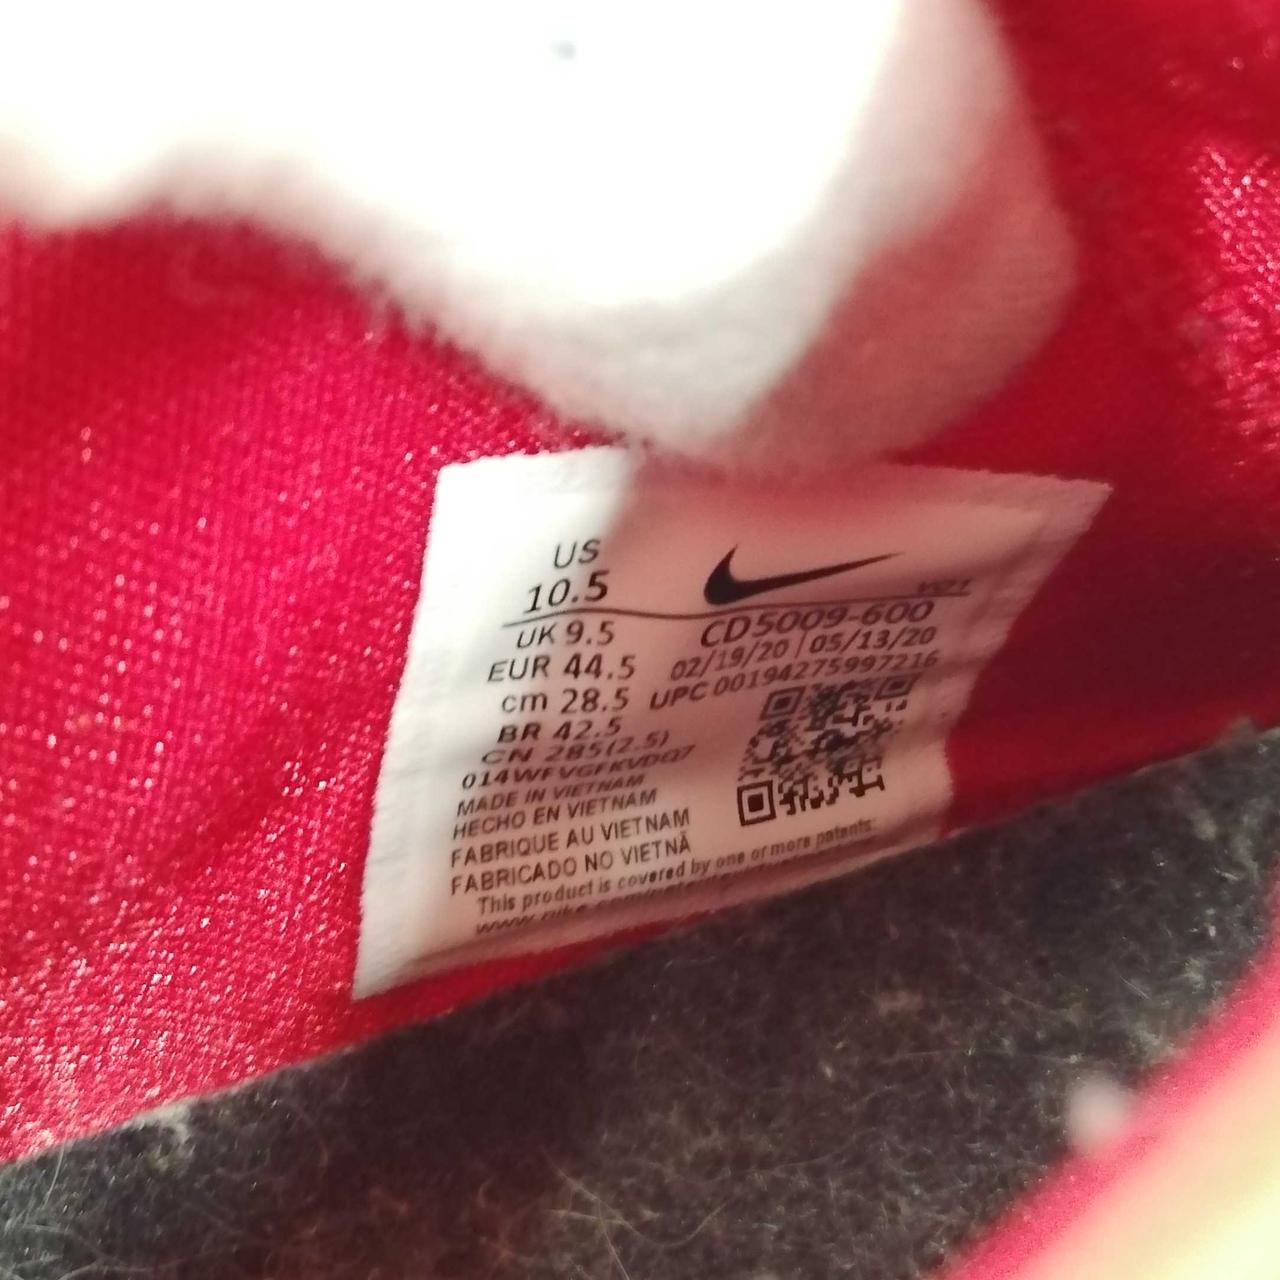 US
10.5
UK 9.5
EUR 44.5
cm 28.5
BR 42.5
CN 285(2.5)
014WFVGFKVDQ7
MADE IN VIETNAM
HECHO EN VIETNAM
FABRIQUE AU VIETNAM
FABRICADO NO VIETNÃ
CD5009-600
02/19/20 05/13/20
UPC 00194275997216
This product is covered by one or more patents: